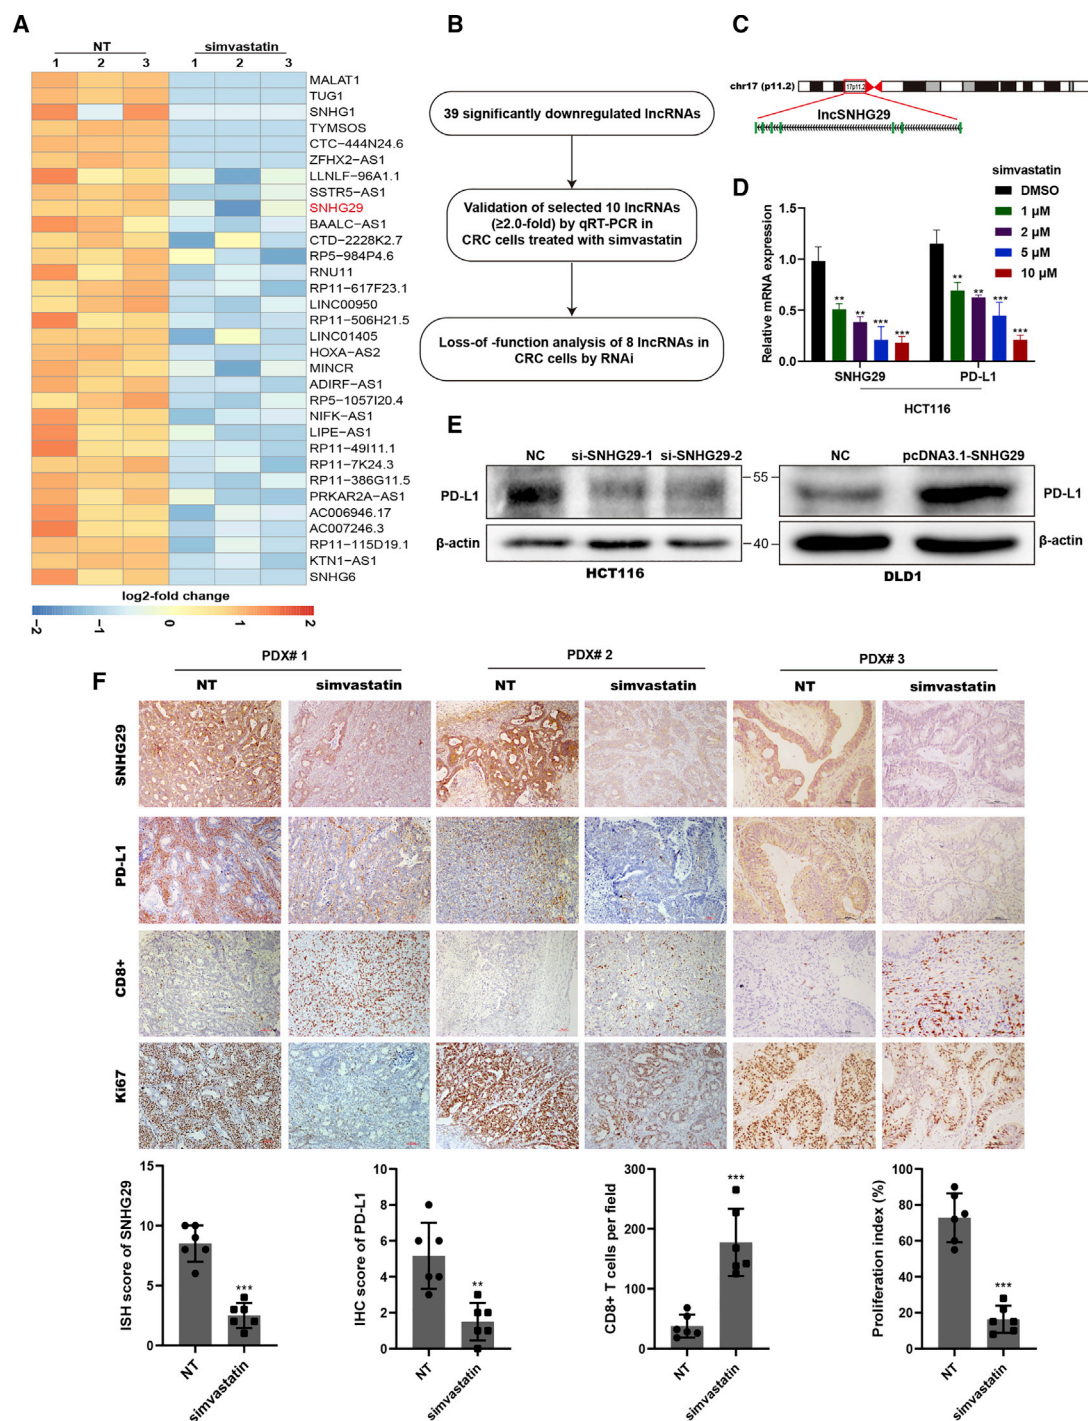 A
NT simvastatin
1 2 3 1 2 3
MALAT1
TUG1
SNHG1
TYMSOS
CTC-444N24.6
ZFHX2-AS1
LLNLF-96A1.1
SSTR5-AS1
SNHG29
BAALC-AS1
CTD-2228K2.7
RP5-984P4.6
RNU11
RP11-617F23.1
LINC00950
RP11-506H21.5
LINC01405
HOXA-AS2
MINCR
ADIRF-AS1
RP5-1057I20.4
NIFK-AS1
LIPE-AS1
RP11-49I11.1
RP11-7K24.3
RP11-386G11.5
PRKAR2A-AS1
AC006946.17
AC007246.3
RP11-115D19.1
KTN1-AS1
SNHG6
log2-fold change
-2 -1 0 1 2
B
39 significantly downregulated lncRNAs
Validation of selected 10 lncRNAs
(≥2.0-fold) by qRT-PCR in
CRC cells treated with simvastatin
Loss-of -function analysis of 8 lncRNAs in
CRC cells by RNAi
C
chr17 (p11.2) 17p11.2
lncSNHG29
D
simvastatin
DMSO
1 μM
2 μM
5 μM
10 μM
Relative mRNA expression
1.5
1.0
0.5
0.0
** ** *** *** ** ** *** ***
SNHG29 PD-L1
HCT116
E
NC si-SNHG29-1 si-SNHG29-2 NC pcDNA3.1-SNHG29
PD-L1 55 PD-L1
β-actin 40 β-actin
HCT116 DLD1
F
PDX# 1 PDX# 2 PDX# 3
NT simvastatin NT simvastatin NT simvastatin
SNHG29
PD-L1
CD8+
Ki67
ISH score of SNHG29
15
10
5
0
***
NT simvastatin
IHC score of PD-L1
10
8
6
4
2
0
**
NT simvastatin
CD8+ T cells per field
300
200
100
0
***
NT simvastatin
Proliferation index (%)
100
80
60
40
20
0
***
NT simvastatin